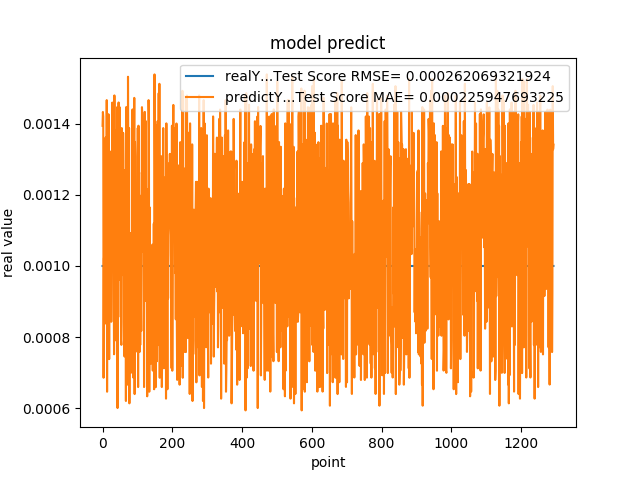 model predict
realY...Test Score RMSE= 0.000262069321924
predictY...Test Score MAE= 0.000225947693225
0.0014
0.0012
0.0010
0.0008
0.0006
real value
0 200 400 600 800 1000 1200
point